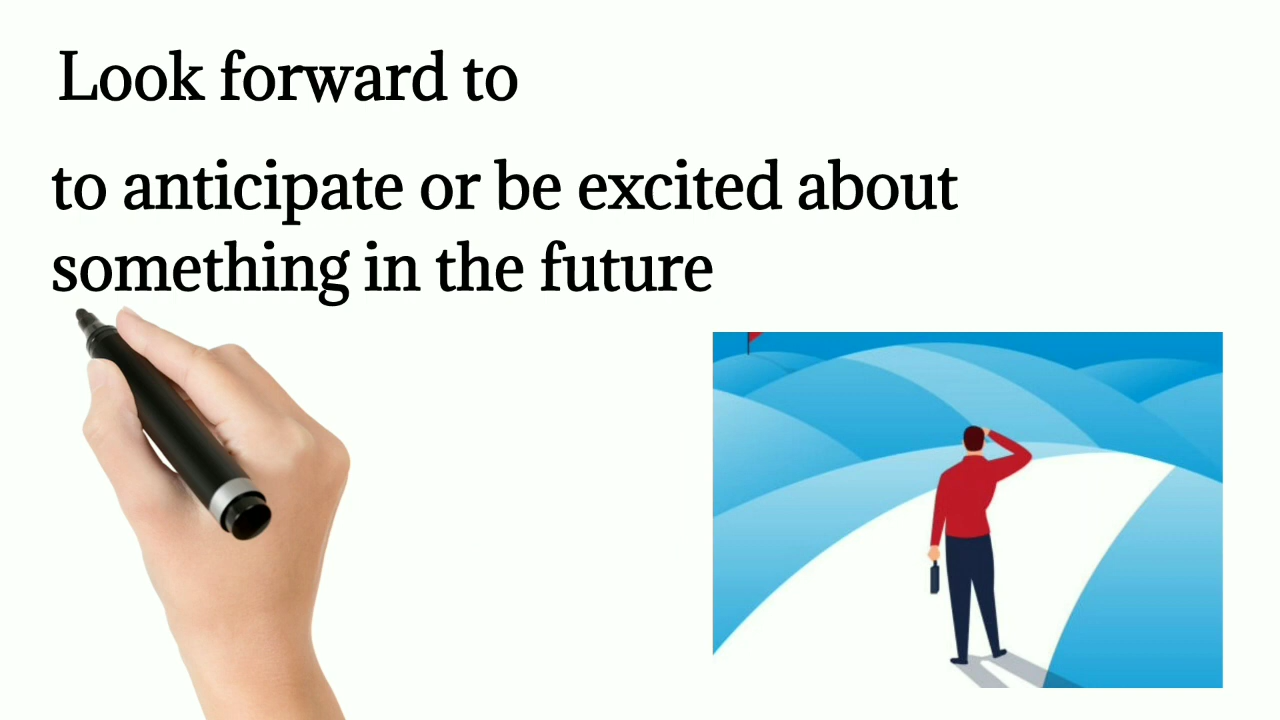 Look forward to
to anticipate or be excited about
something in the future